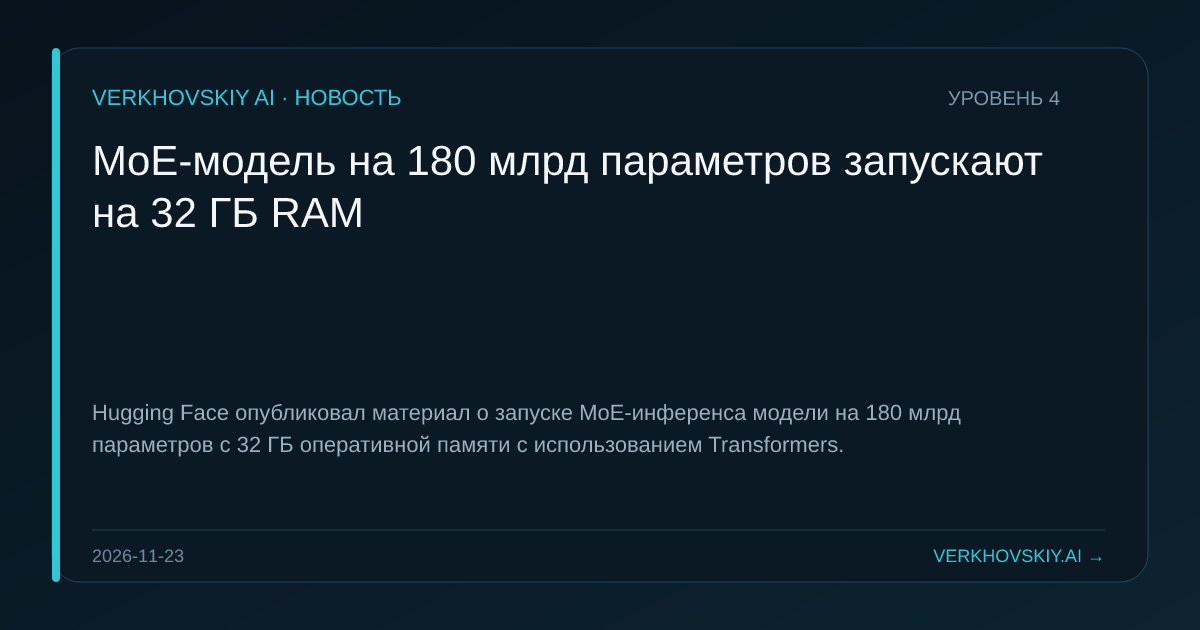 VERKHOVSKIY AI · НОВОСТЬ
УРОВЕНЬ 4
MoE-модель на 180 млрд параметров запускают
на 32 ГБ RAM
Hugging Face опубликовал материал о запуске MoE-инференса модели на 180 млрд
параметров с 32 ГБ оперативной памяти с использованием Transformers.
2026-11-23
VERKHOVSKIY.AI →